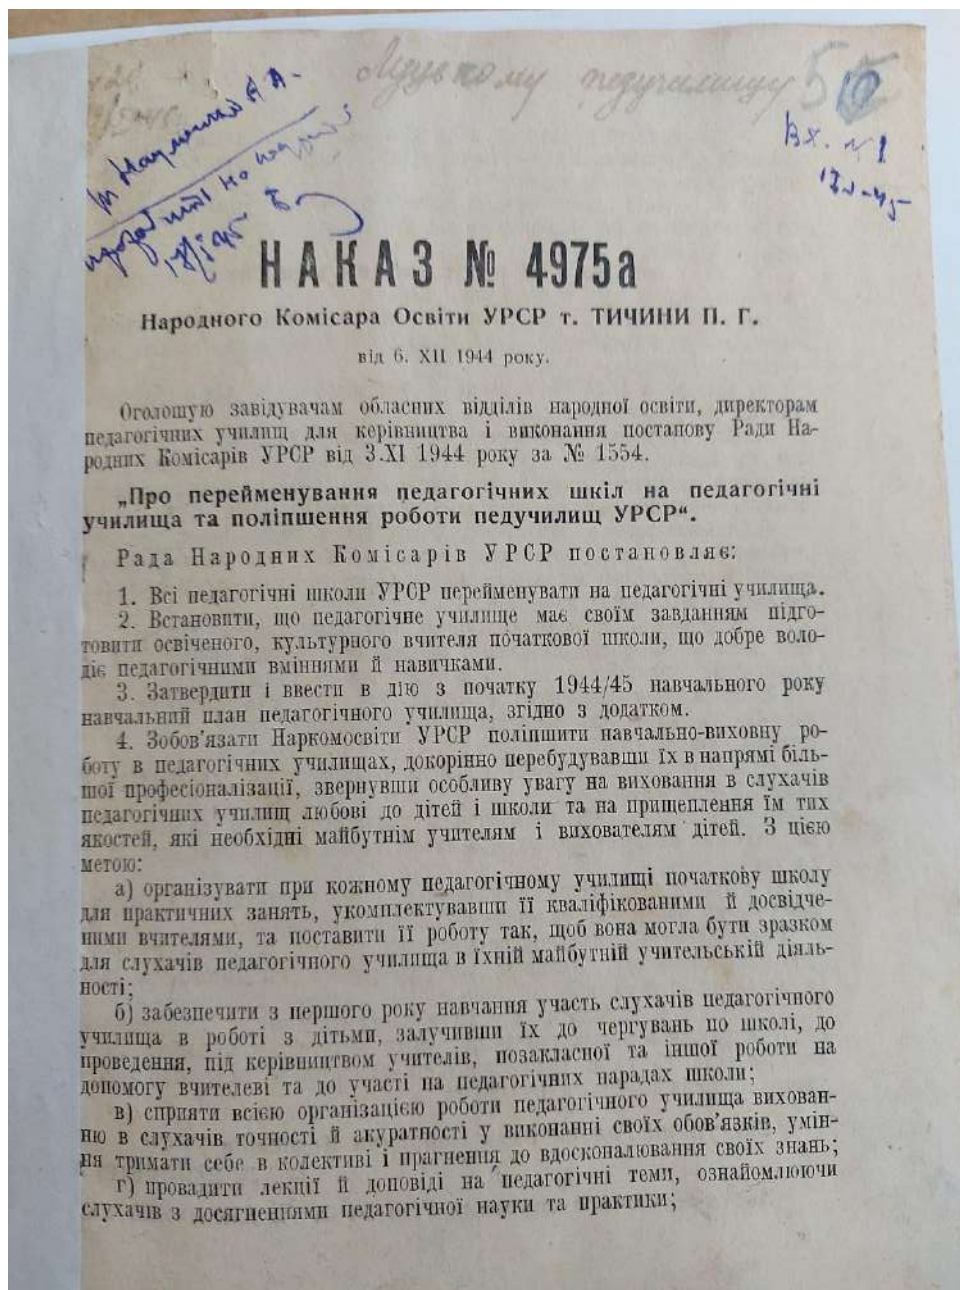 педучилищу 55
10
Вх. №1
НАКАЗ № 4975а
Народного Комісара Освіти УРСР т. ТИЧИНИ П. Г.
від 6. XII 1944 року.
Оголошую завідувачам обласних відділів народної освіти, директорам
педагогічних училищ для керівництва і виконання постанову Ради На-
родних Комісарів УРСР від 3.XI 1944 року за № 1554.
„Про перейменування педагогічних шкіл на педагогічні
училища та поліпшення роботи педучилищ УРСР“.
Рада Народних Комісарів УРСР постановляє:
1. Всі педагогічні школи УРСР перейменувати на педагогічні училища.
2. Встановити, що педагогічне училище має своїм завданням підго-
товити освіченого, культурного вчителя початкової школи, що добре воло-
діє педагогічними вміннями й навичками.
3. Затвердити і ввести в дію з початку 1944/45 навчального року
навчальний план педагогічного училища, згідно з додатком.
4. Зобов'язати Наркомосвіти УРСР поліпшити навчально-виховну ро-
боту в педагогічних училищах, докорінно перебудувавши їх в напрямі біль-
шої професіоналізації, звернувши особливу увагу на виховання в слухачів
педагогічних училищ любові до дітей і школи та на прищеплення їм тих
якостей, які необхідні майбутнім учителям і вихователям дітей. З цією
метою:
а) організувати при кожному педагогічному училищі початкову школу
для практичних занять, укомплектувавши її кваліфікованими й досвідче-
ними вчителями, та поставити її роботу так, щоб вона могла бути зразком
для слухачів педагогічного училища в їхній майбутній учительській діяль-
ності;
б) забезпечити з першого року навчання участь слухачів педагогічного
училища в роботі з дітьми, залучивши їх до чергувань по школі, до
проведення, під керівництвом учителів, позакласної та іншої роботи на
допомогу вчителеві та до участі на педагогічних нарадах школи;
в) сприяти всією організацією роботи педагогічного училища вихован-
ню в слухачів точності й акуратності у виконанні своїх обов'язків, умін-
ня тримати себе в колективі і прагнення до вдосконалювання своїх знань;
г) провадити лекції й доповіді на педагогічні теми, ознайомлюючи
слухачів з досягненнями педагогічної науки та практики;